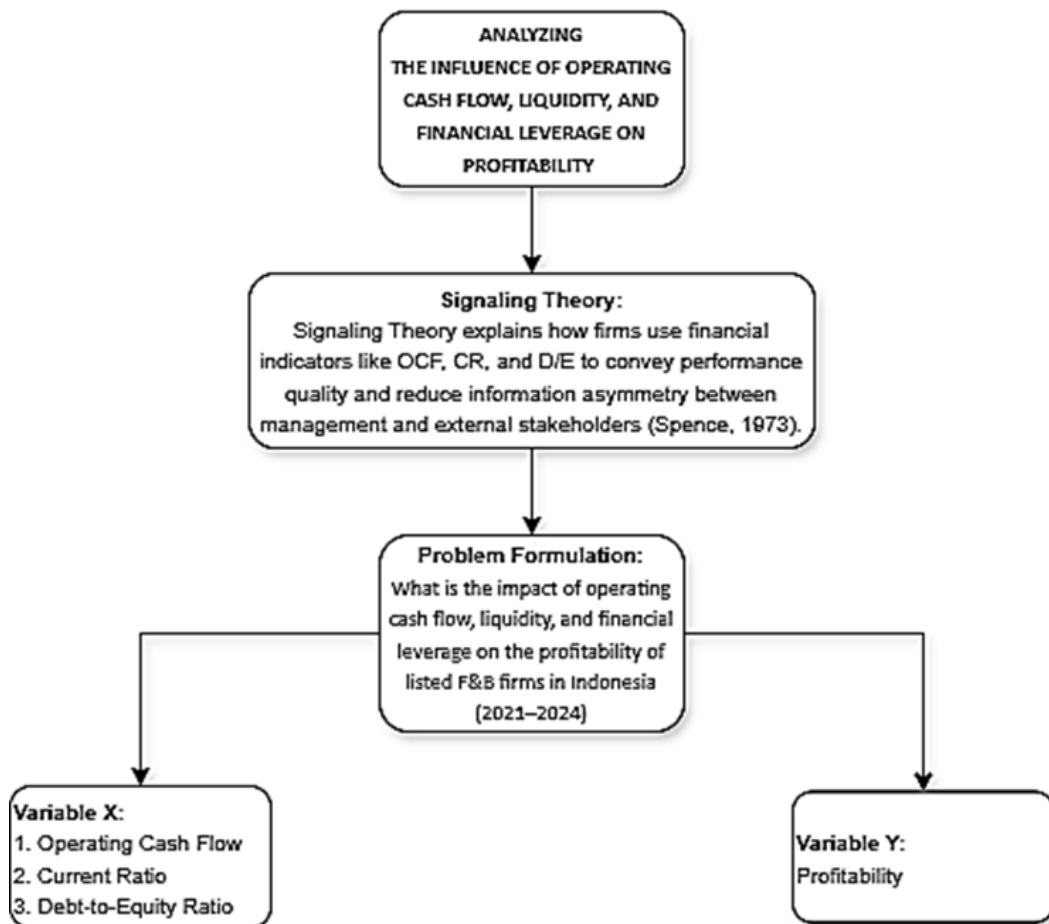 ANALYZING
THE INFLUENCE OF OPERATING
CASH FLOW, LIQUIDITY, AND
FINANCIAL LEVERAGE ON
PROFITABILITY
Signaling Theory:
Signaling Theory explains how firms use financial
indicators like OCF, CR, and D/E to convey performance
quality and reduce information asymmetry between
management and external stakeholders (Spence, 1973).
Problem Formulation:
What is the impact of operating
cash flow, liquidity, and financial
leverage on the profitability of
listed F&B firms in Indonesia
(2021–2024)
Variable X:
1. Operating Cash Flow
2. Current Ratio
3. Debt-to-Equity Ratio
Variable Y:
Profitability